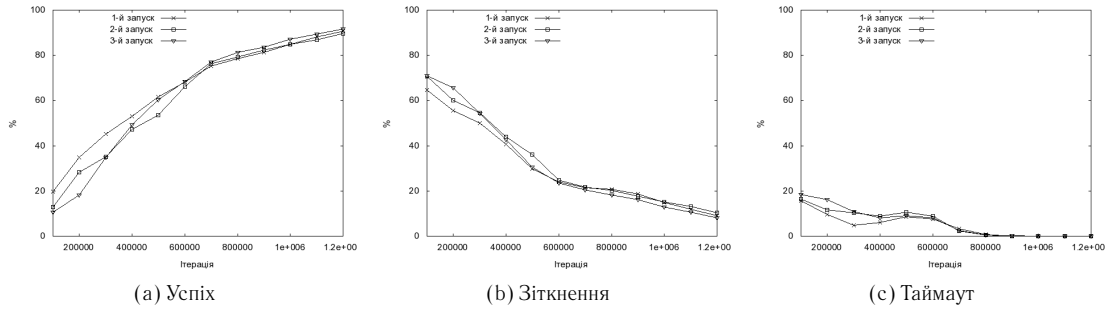 1-й запуск
2-й запуск
3-й запуск
100
80
60
40
20
0
%
200000 400000 600000 800000 1e+006 1.2e+00
Ітерація
(a) Успіх
1-й запуск
2-й запуск
3-й запуск
100
80
60
40
20
0
%
200000 400000 600000 800000 1e+006 1.2e+00
Ітерація
(b) Зіткнення
1-й запуск
2-й запуск
3-й запуск
100
80
60
40
20
0
%
200000 400000 600000 800000 1e+006 1.2e+00
Ітерація
(c) Таймаут